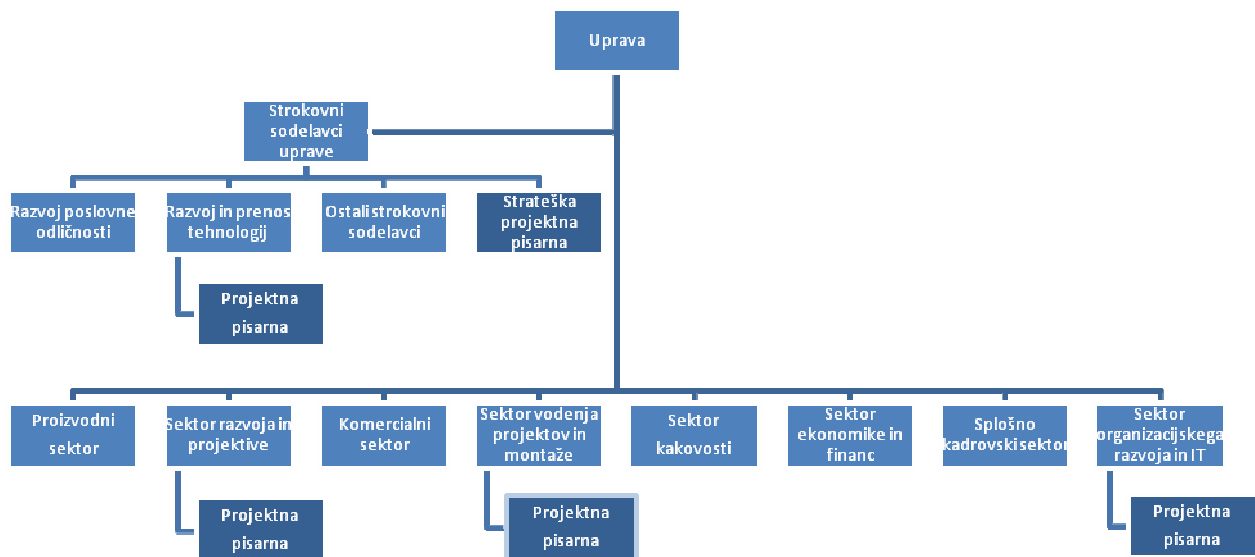 Uprava
Strokovni
sodelavci
uprave
Razvoj poslovne
odličnosti
Razvoj in prenos
tehnologij
Ostali strokovni
sodelavci
Strateška
projektna
pisarna
Projektna
pisarna
Proizvodni
sektor
Sektor razvoja in
projektive
Komercialni
sektor
Sektor vodenja
projektov in
montaže
Sektor
kakovosti
Sektor
ekonomike in
financ
Splošno
kadrovski sektor
Sektor
organizacijskega
razvoja in IT
Projektna
pisarna
Projektna
pisarna
Projektna
pisarna